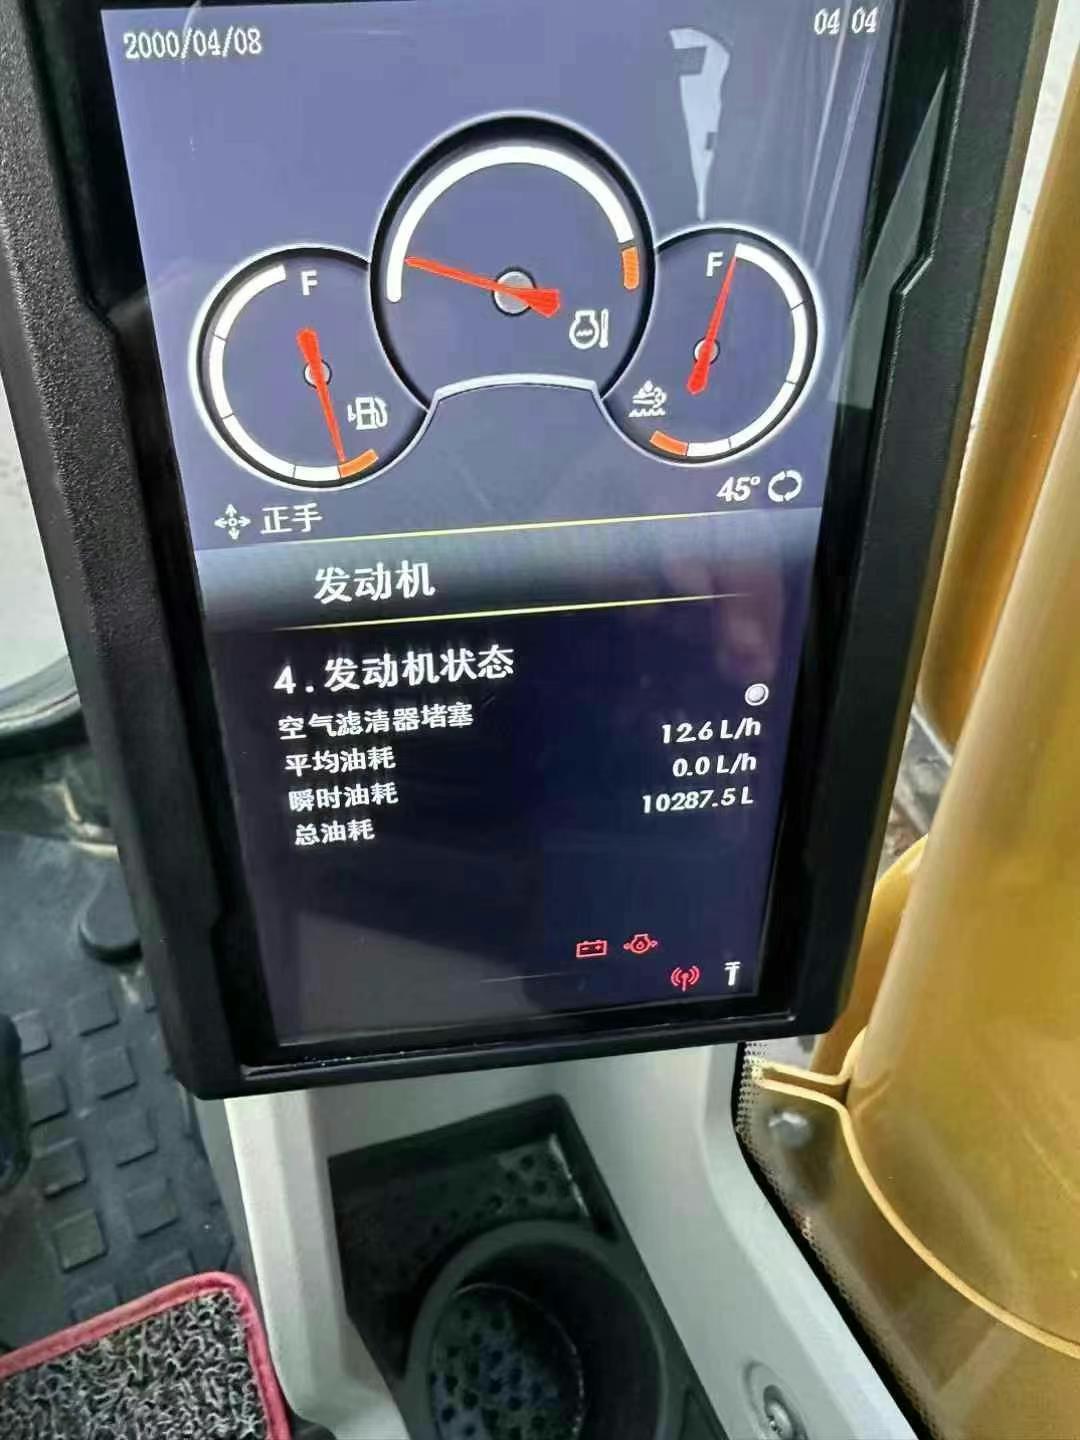 2000/04/08
04 04
F
F
45°
正手
发动机
4.发动机状态
空气滤清器堵塞
平均油耗 12.6 L/h
瞬时油耗 0.0 L/h
总油耗 10287.5 L